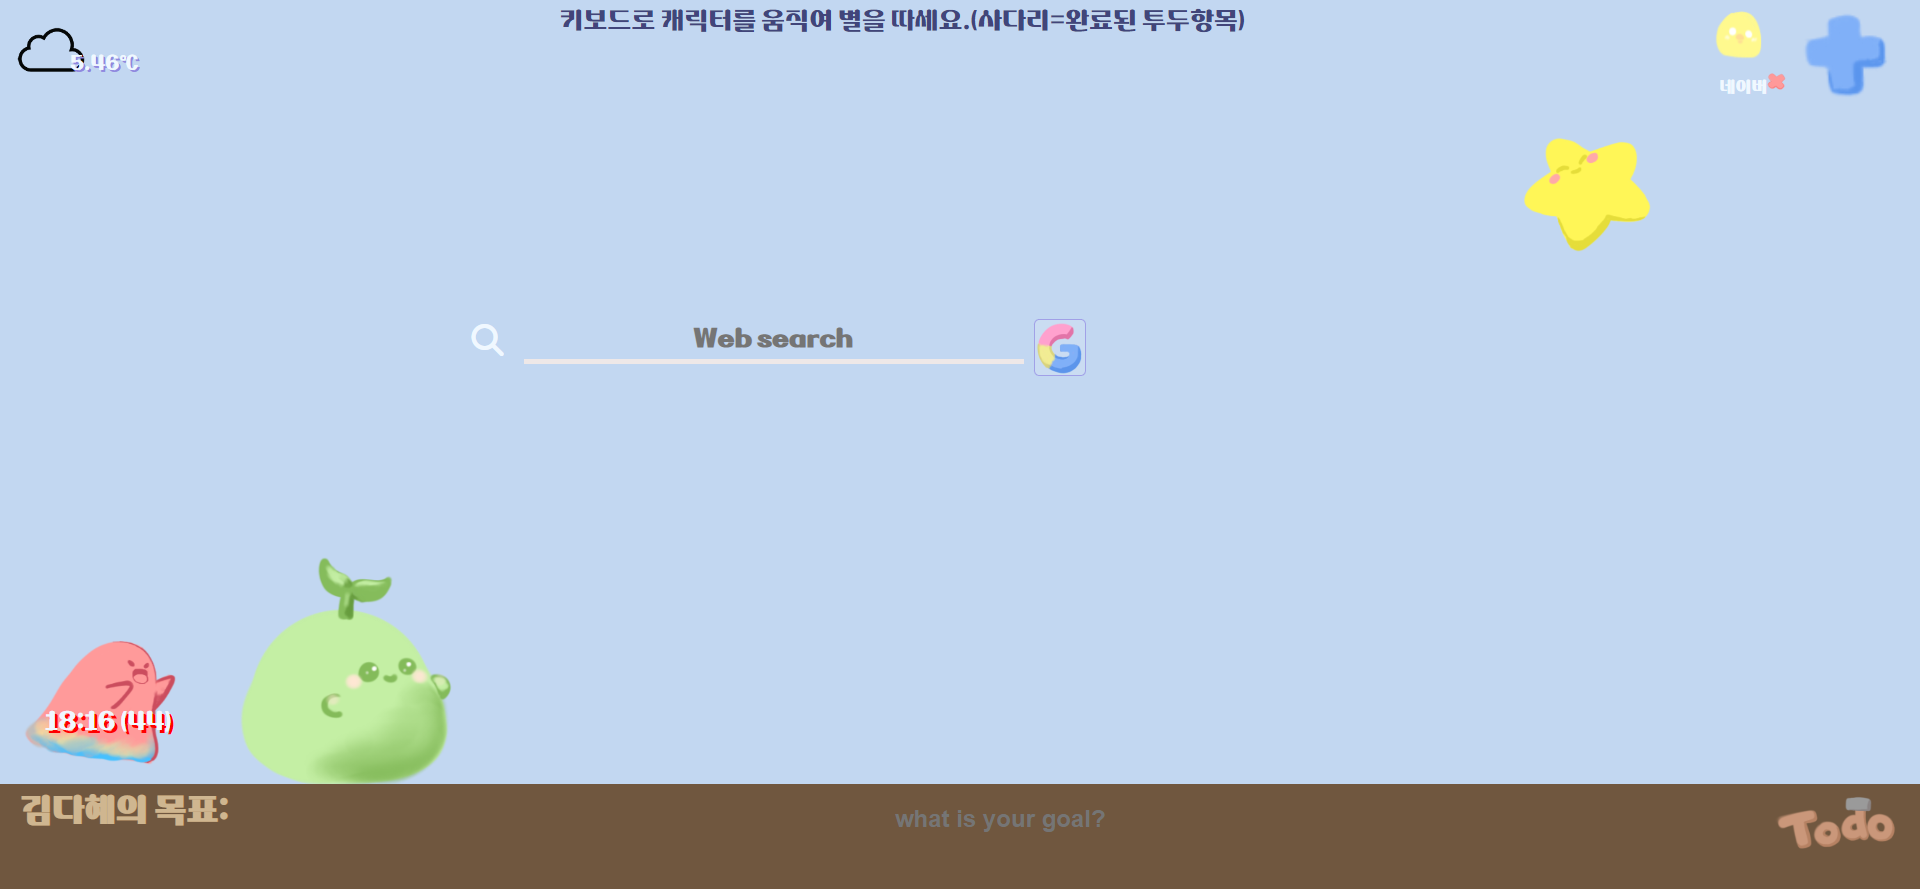 키보드로 캐릭터를 움직여 별을 따세요.(사다리=완료된 투두항목)
5.46℃
네이버
Web search
G
18:16 (44)
김다혜의 목표:
what is your goal?
Todo